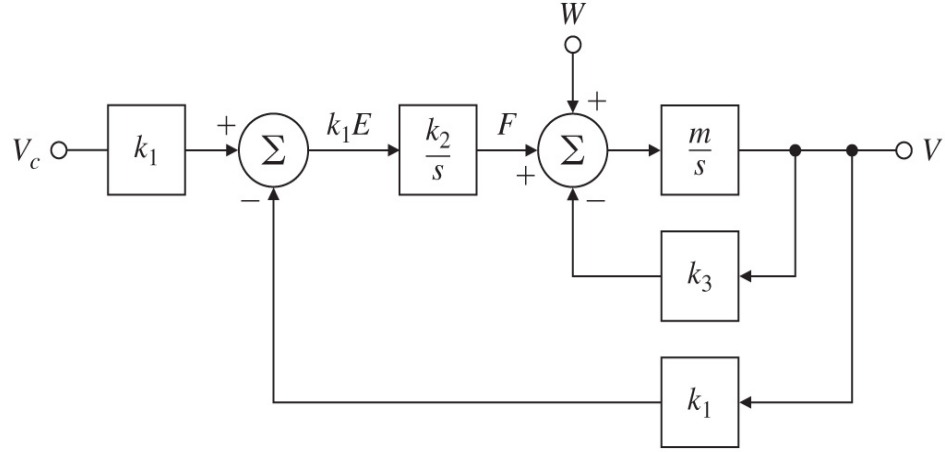 W
+
V_c
k_1
+
Σ
k_1E
k_2/s
F
+
Σ
m/s
V
−
−
k_3
k_1